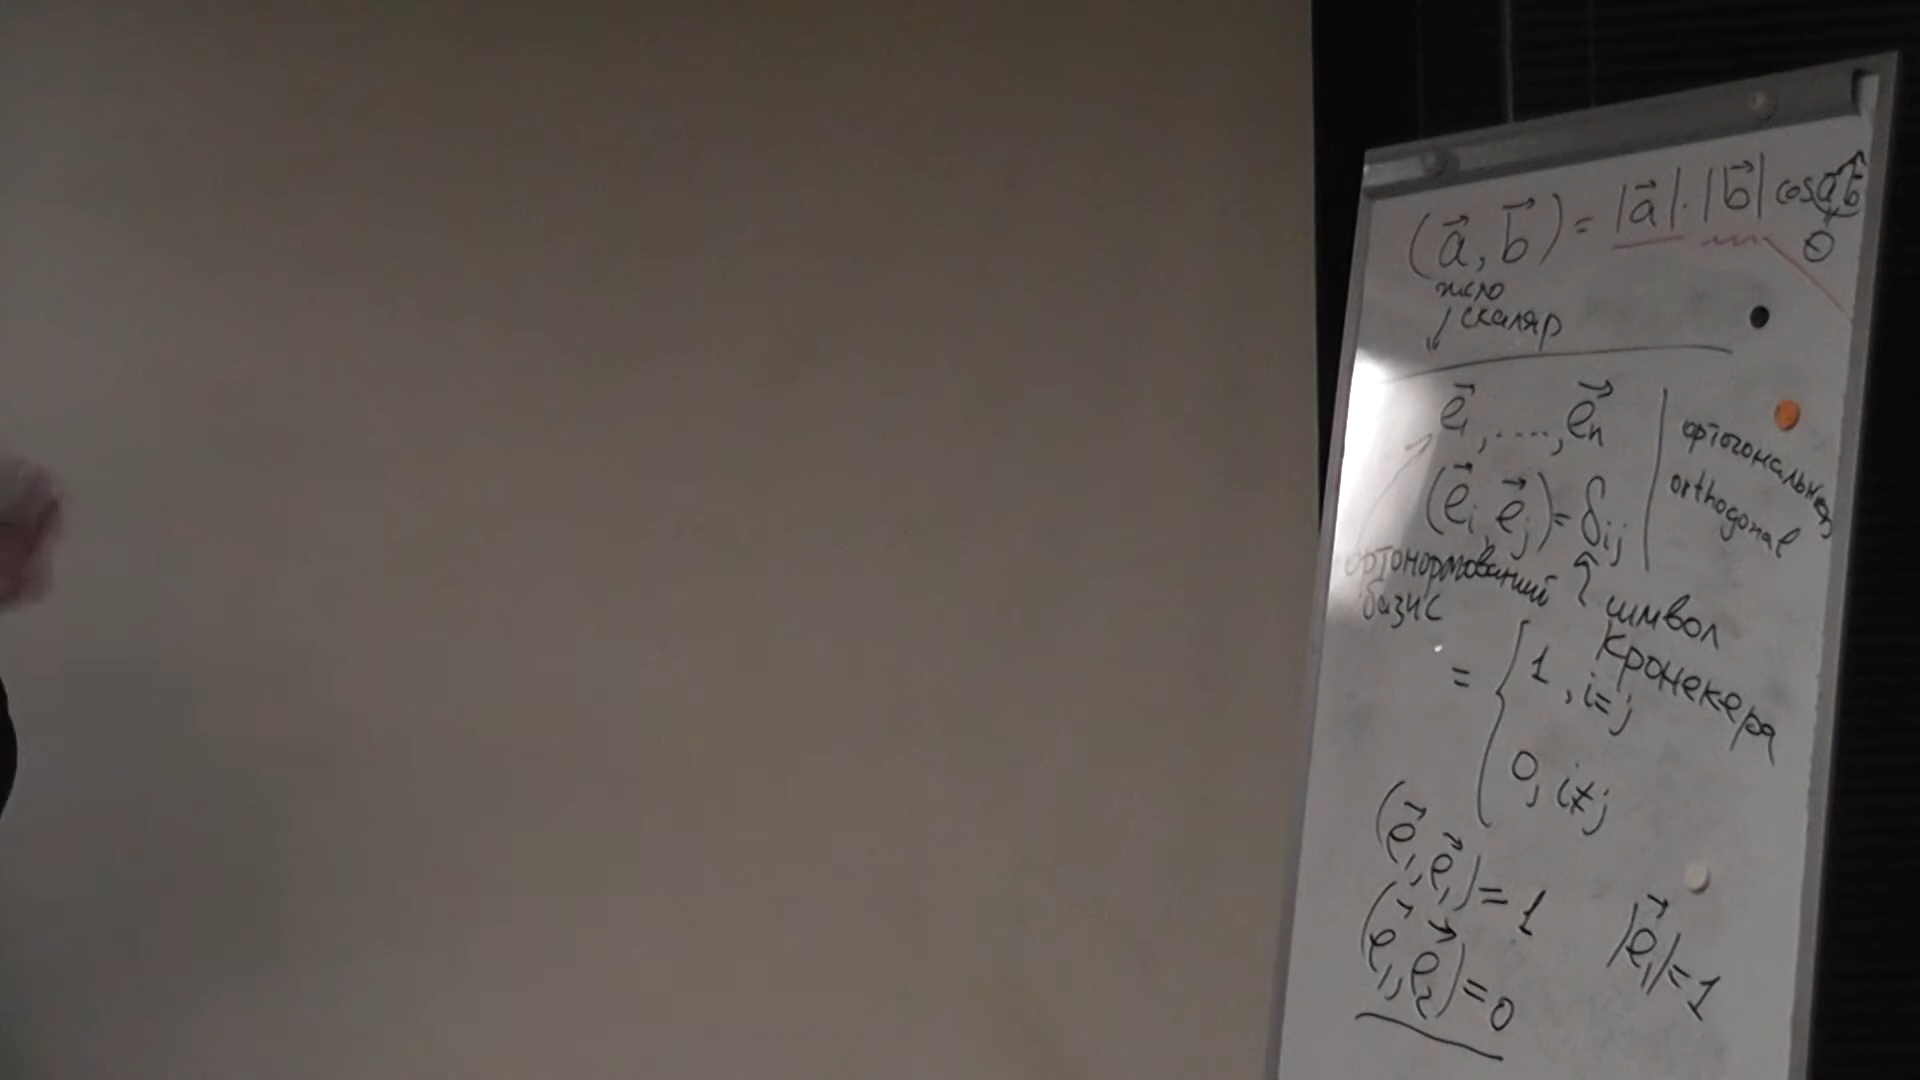 (a⃗, b⃗) = |a⃗| · |b⃗| cos a⃗,b⃗
θ
число
скаляр
e⃗₁, ...., e⃗ₙ
(e⃗ᵢ, e⃗ⱼ) = δᵢⱼ
ортогональний
orthogonal
ортонормований
базис
символ
Кронекера
= { 1, i=j
0, i≠j
(e⃗₁, e⃗₁) = 1
|e⃗₁| = 1
(e⃗₁, e⃗₂) = 0